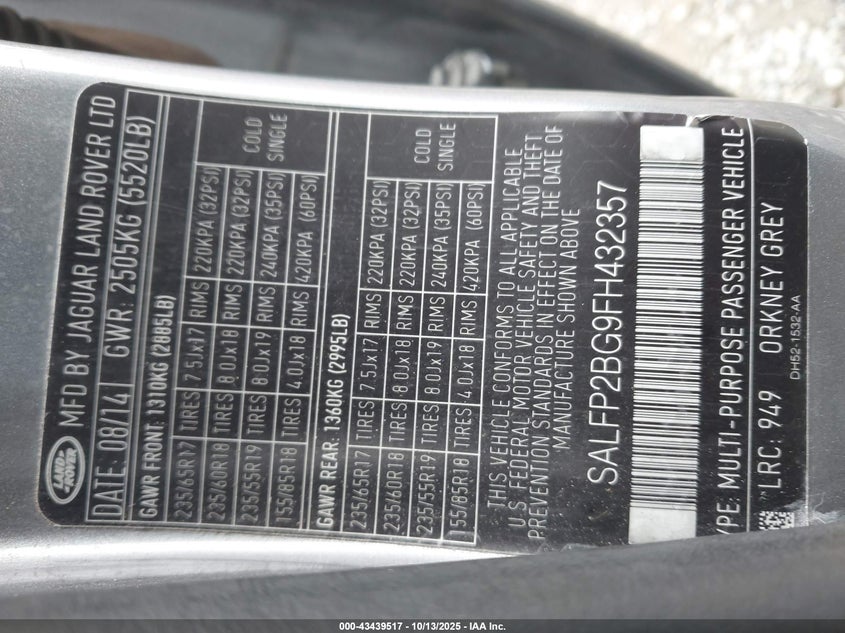 LAND ROVER
MFD BY JAGUAR LAND ROVER LTD
DATE: 08/14 GWR: 2505KG (5520LB)
GAWR FRONT: 1310KG (2885LB)
235/65R17 TIRES 7.5Jx17 RIMS 220KPA (32PSI)
235/60R18 TIRES 8.0Jx18 RIMS 220KPA (32PSI) COLD
235/55R19 TIRES 8.0Jx19 RIMS 240KPA (35PSI) SINGLE
155/85R18 TIRES 4.0Jx18 RIMS 420KPA (60PSI)
GAWR REAR: 1360KG (2995LB)
235/65R17 TIRES 7.5Jx17 RIMS 220KPA (32PSI)
235/60R18 TIRES 8.0Jx18 RIMS 220KPA (32PSI) COLD
235/55R19 TIRES 8.0Jx19 RIMS 240KPA (35PSI) SINGLE
155/85R18 TIRES 4.0Jx18 RIMS 420KPA (60PSI)
THIS VEHICLE CONFORMS TO ALL APPLICABLE
U.S. FEDERAL MOTOR VEHICLE SAFETY AND THEFT
PREVENTION STANDARDS IN EFFECT ON THE DATE OF
MANUFACTURE SHOWN ABOVE
SALFP2BG9FH432357
YPE: MULTI-PURPOSE PASSENGER VEHICLE
LRC: 949 ORKNEY GREY
DH52-1532-AA
000-43439517 - 10/13/2025 - IAA Inc.